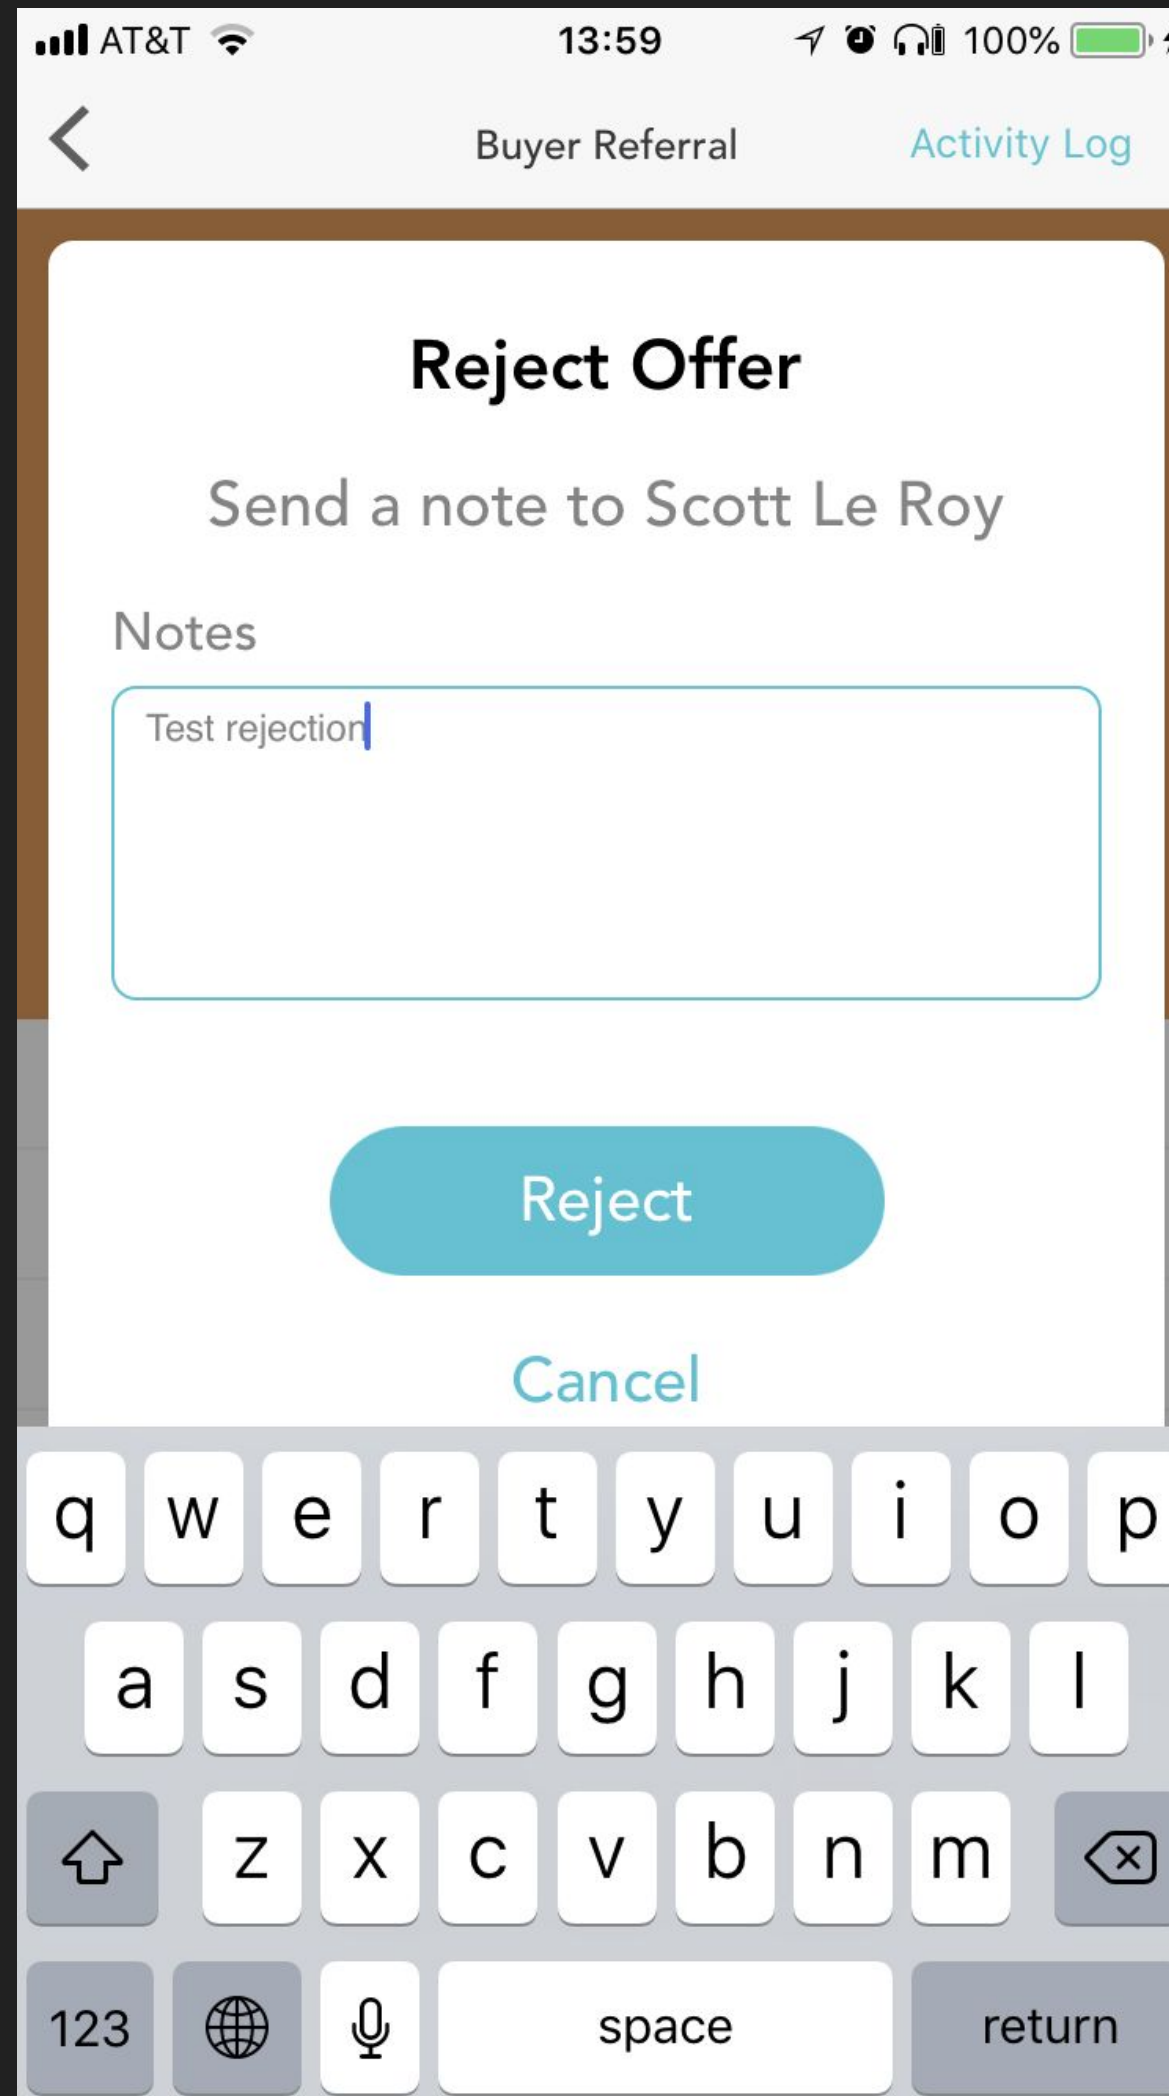 AT&T 13:59 100%
Buyer Referral Activity Log
Reject Offer
Send a note to Scott Le Roy
Notes
Test rejection
Reject
Cancel
q w e r t y u i o p
a s d f g h j k l
z x c v b n m
123 space return